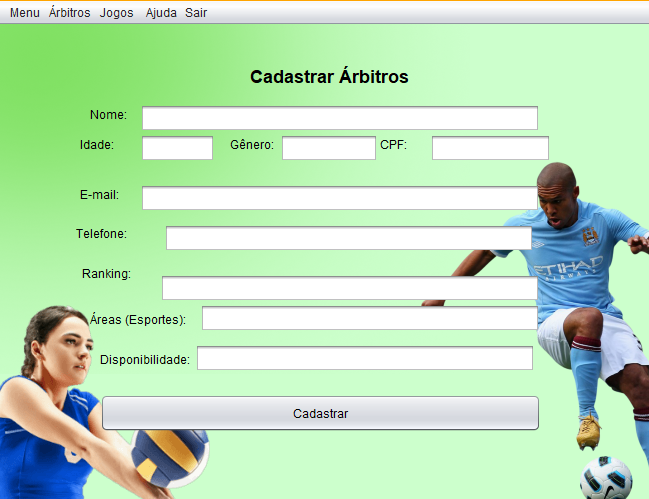 Menu Árbitros Jogos Ajuda Sair
Cadastrar Árbitros
Nome:
Idade: Gênero: CPF:
E-mail:
Telefone:
Ranking:
Áreas (Esportes):
Disponibilidade:
Cadastrar
ETIHAD
AIRWAYS